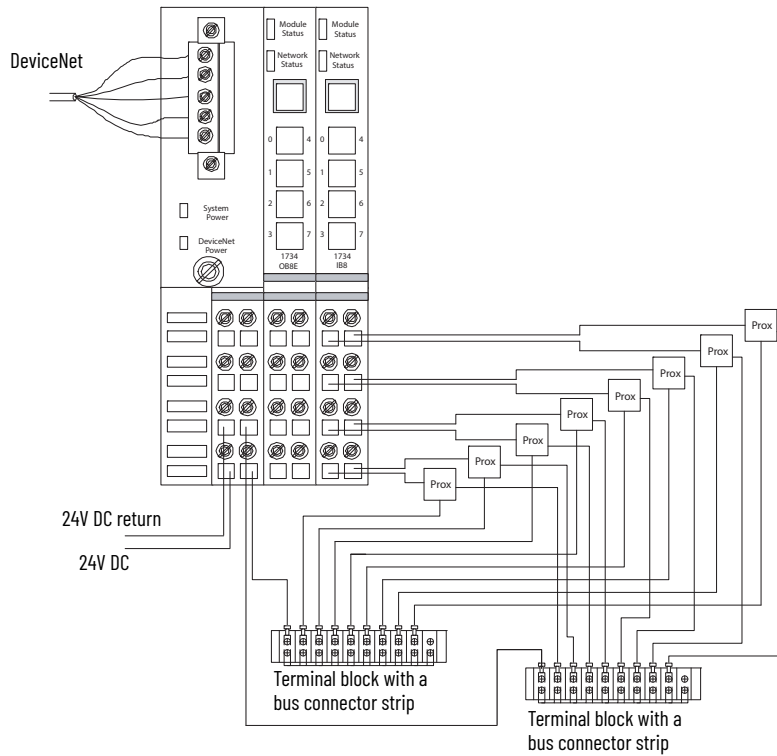 DeviceNet
Module
Status
Module
Status
Network
Status
Network
Status
0
4
0
4
1
5
1
5
2
6
2
6
3
7
3
7
System
Power
DeviceNet
Power
1734
OB8E
1734
IB8
Prox
Prox
Prox
Prox
Prox
Prox
Prox
Prox
24V DC return
24V DC
Terminal block with a
bus connector strip
Terminal block with a
bus connector strip